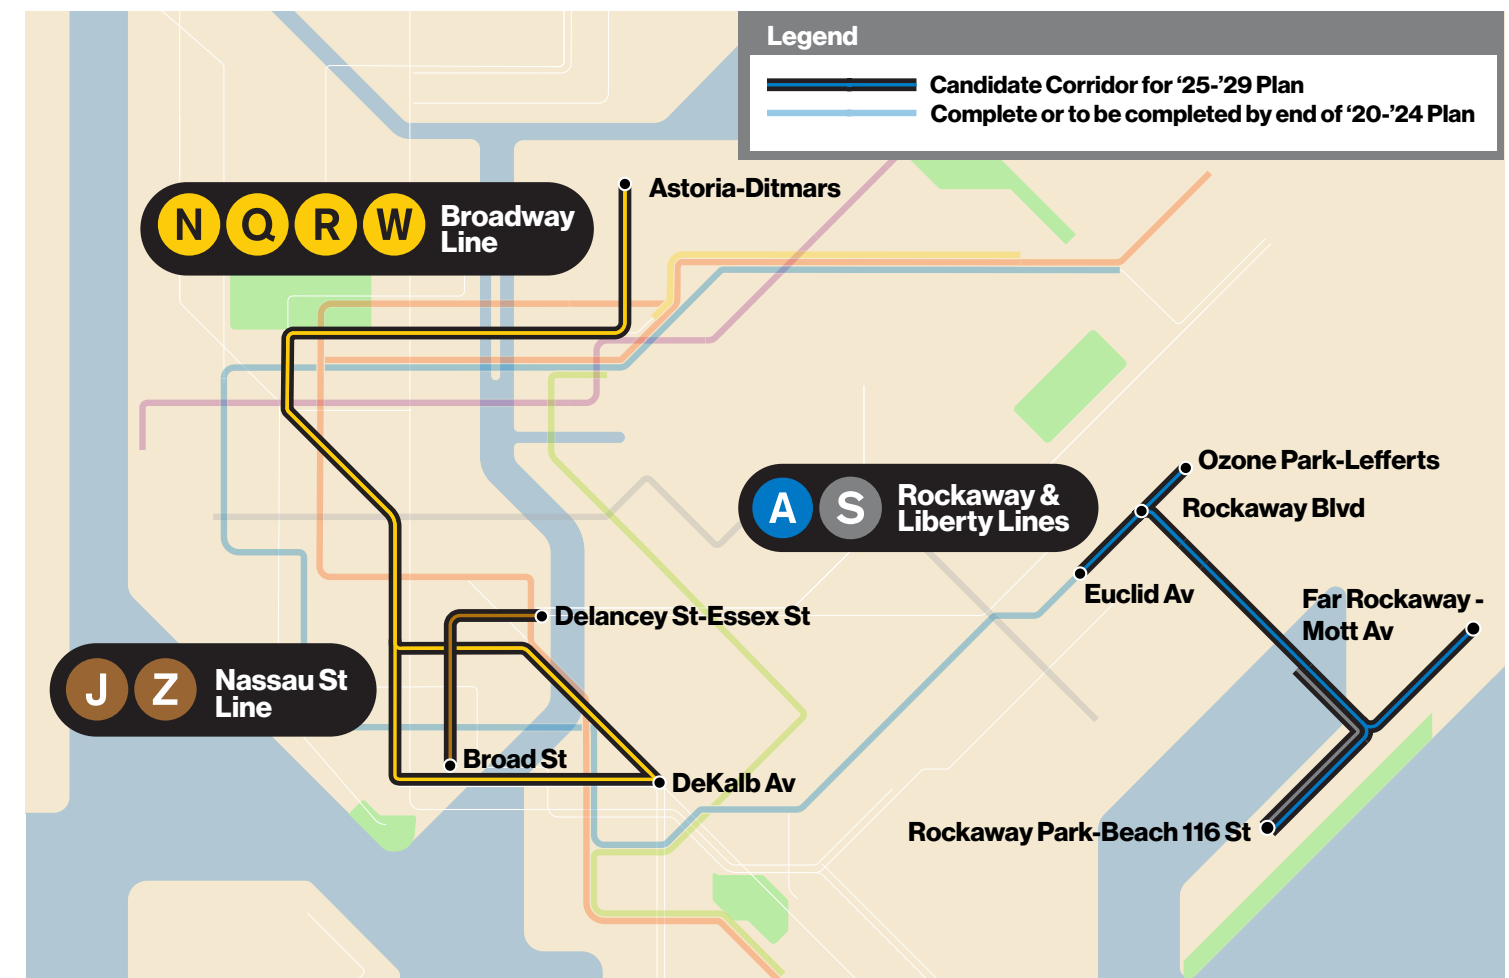 Legend
Candidate Corridor for ‘25-’29 Plan
Complete or to be completed by end of ‘20-’24 Plan
Astoria-Ditmars
N Q R W
Broadway
Line
Ozone Park-Lefferts
A S
Rockaway &
Liberty Lines
Rockaway Blvd
Euclid Av
Far Rockaway -
Mott Av
Delancey St-Essex St
J Z
Nassau St
Line
Broad St
DeKalb Av
Rockaway Park-Beach 116 St